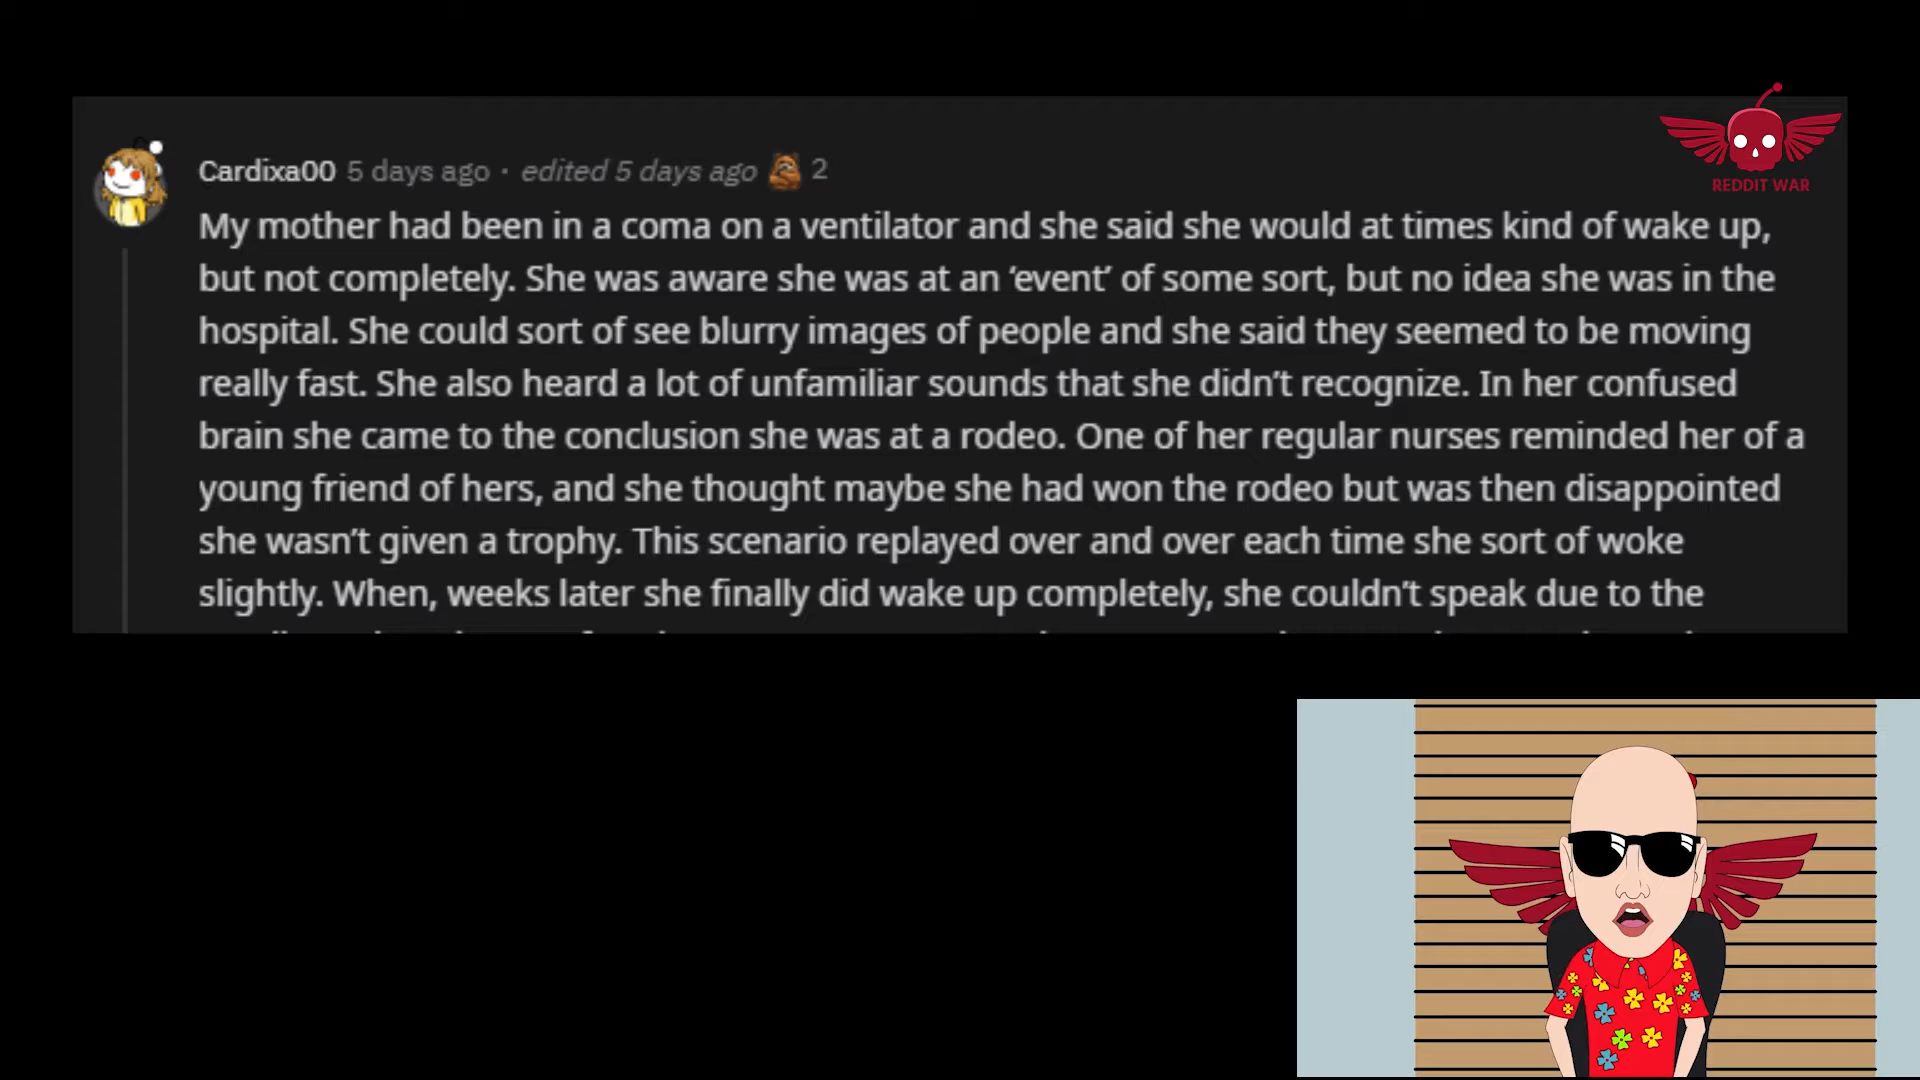 REDDIT WAR
Cardixa00 5 days ago · edited 5 days ago 2
My mother had been in a coma on a ventilator and she said she would at times kind of wake up,
but not completely. She was aware she was at an ‘event’ of some sort, but no idea she was in the
hospital. She could sort of see blurry images of people and she said they seemed to be moving
really fast. She also heard a lot of unfamiliar sounds that she didn’t recognize. In her confused
brain she came to the conclusion she was at a rodeo. One of her regular nurses reminded her of a
young friend of hers, and she thought maybe she had won the rodeo but was then disappointed
she wasn’t given a trophy. This scenario replayed over and over each time she sort of woke
slightly. When, weeks later she finally did wake up completely, she couldn’t speak due to the